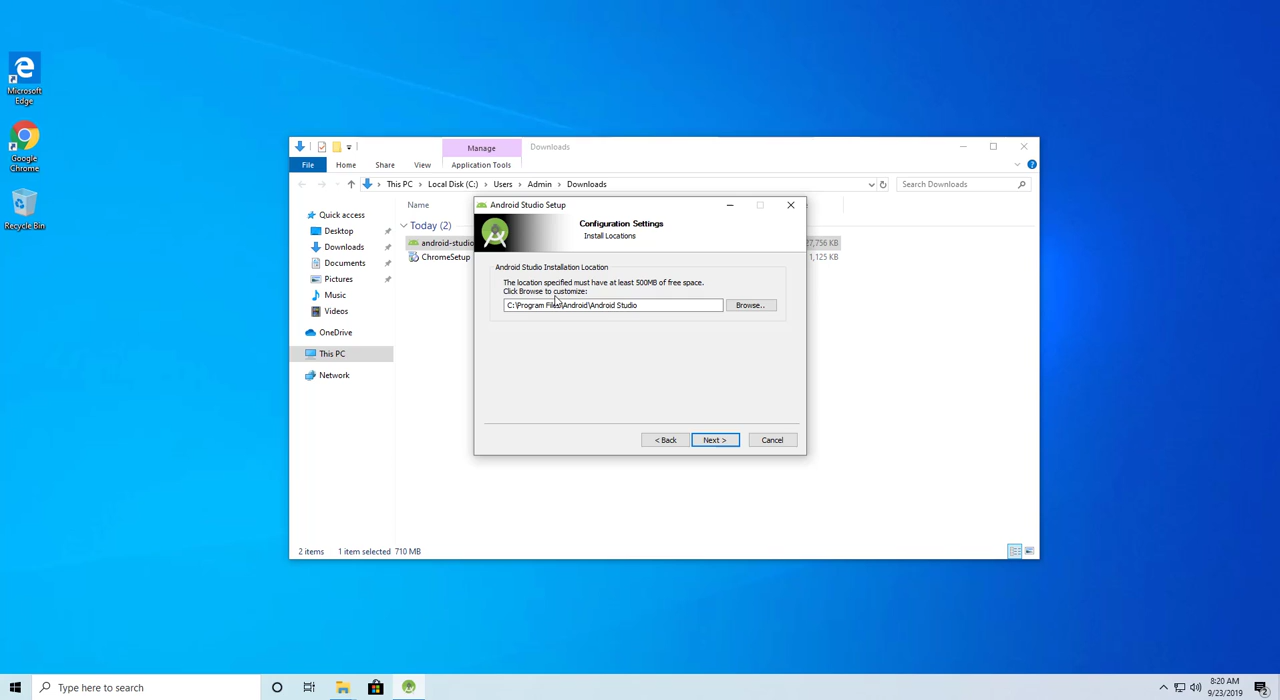 Microsoft
Edge
Google
Chrome
Recycle Bin
Manage
Downloads
File
Home
Share
View
Application Tools
This PC
Local Disk (C:)
Users
Admin
Downloads
Search Downloads
Quick access
Desktop
Downloads
Documents
Pictures
Music
Videos
OneDrive
This PC
Network
Name
Today (2)
android-studio
27,756 KB
ChromeSetup
1,125 KB
Android Studio Setup
Configuration Settings
Install Locations
Android Studio Installation Location
The location specified must have at least 500MB of free space.
Click Browse to customize:
C:\Program Files\Android\Android Studio
Browse..
< Back
Next >
Cancel
2 items
1 item selected 710 MB
Type here to search
8:20 AM
9/23/2019
2